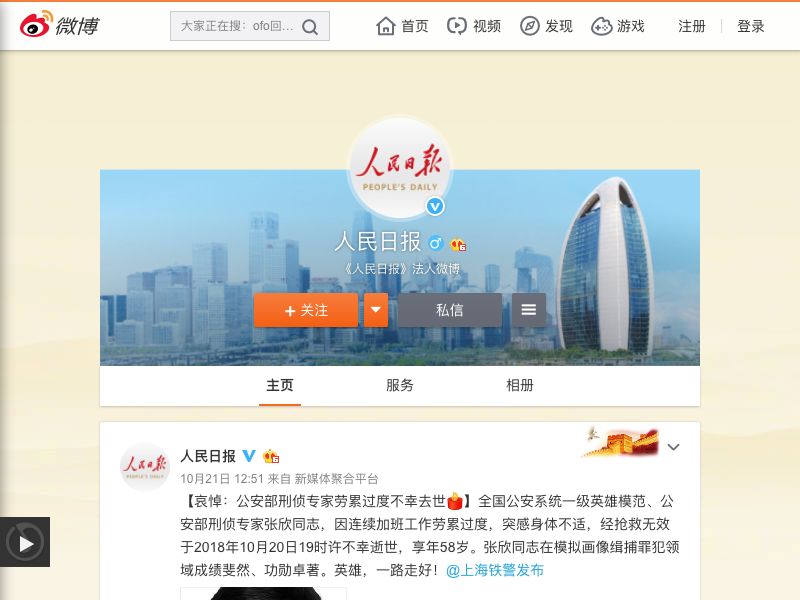 微博
大家正在搜：ofo回...
首页
视频
发现
游戏
注册
登录
人民日报
PEOPLE'S DAILY
人民日报
《人民日报》法人微博
+关注
私信
主页
服务
相册
人民日报
PEOPLE'S DAILY
人民日报
10月21日 12:51 来自 新媒体聚合平台
【哀悼：公安部刑侦专家劳累过度不幸去世】全国公安系统一级英雄模范、公
安部刑侦专家张欣同志，因连续加班工作劳累过度，突感身体不适，经抢救无效
于2018年10月20日19时许不幸逝世，享年58岁。张欣同志在模拟画像缉捕罪犯领
域成绩斐然、功勋卓著。英雄，一路走好！@上海铁警发布